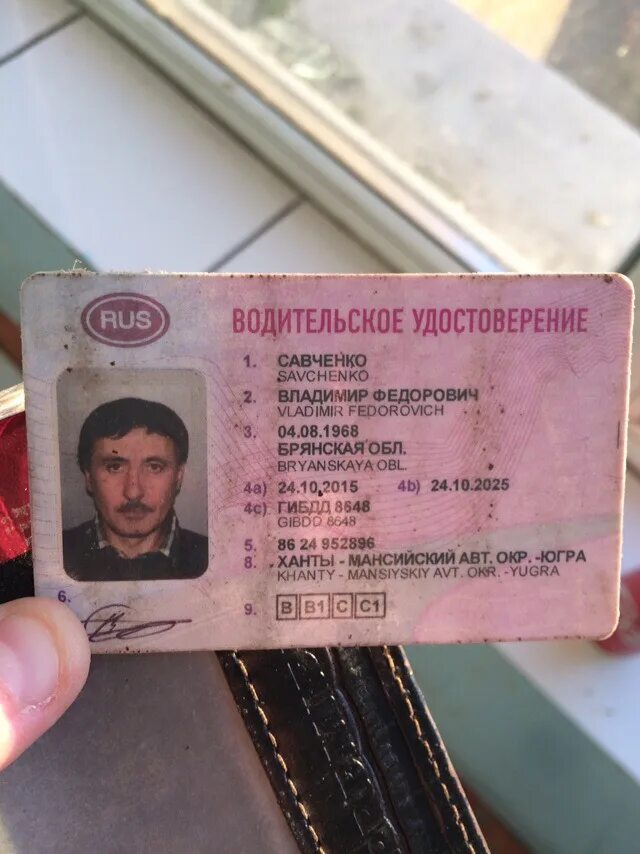 RUS
ВОДИТЕЛЬСКОЕ УДОСТОВЕРЕНИЕ
1. САВЧЕНКО
SAVCHENKO
2. ВЛАДИМИР ФЕДОРОВИЧ
VLADIMIR FEDOROVICH
3. 04.08.1968
БРЯНСКАЯ ОБЛ.
BRYANSKAYA OBL.
4a) 24.10.2015 4b) 24.10.2025
4c) ГИБДД 8648
GIBDD 8648
5. 86 24 952896
8. ХАНТЫ - МАНСИЙСКИЙ АВТ. ОКР. -ЮГРА
KHANTY - MANSIYSKIY AVT. OKR. -YUGRA
6.
9. B B1 C C1